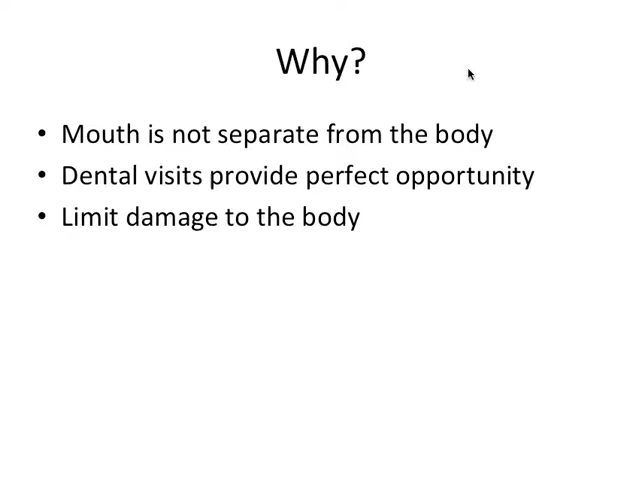 Why?
• Mouth is not separate from the body
• Dental visits provide perfect opportunity
• Limit damage to the body